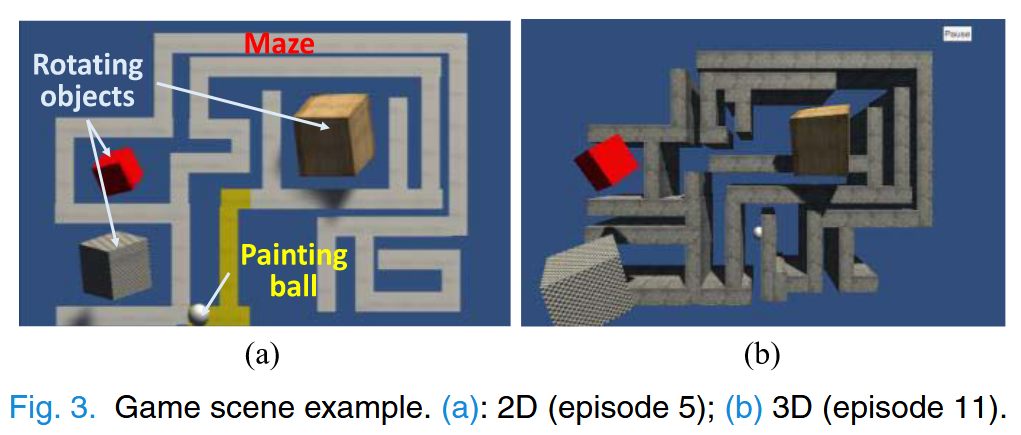 Maze
Rotating
objects
Painting
ball
Pause
(a)
(b)
Fig. 3. Game scene example. (a): 2D (episode 5); (b) 3D (episode 11).